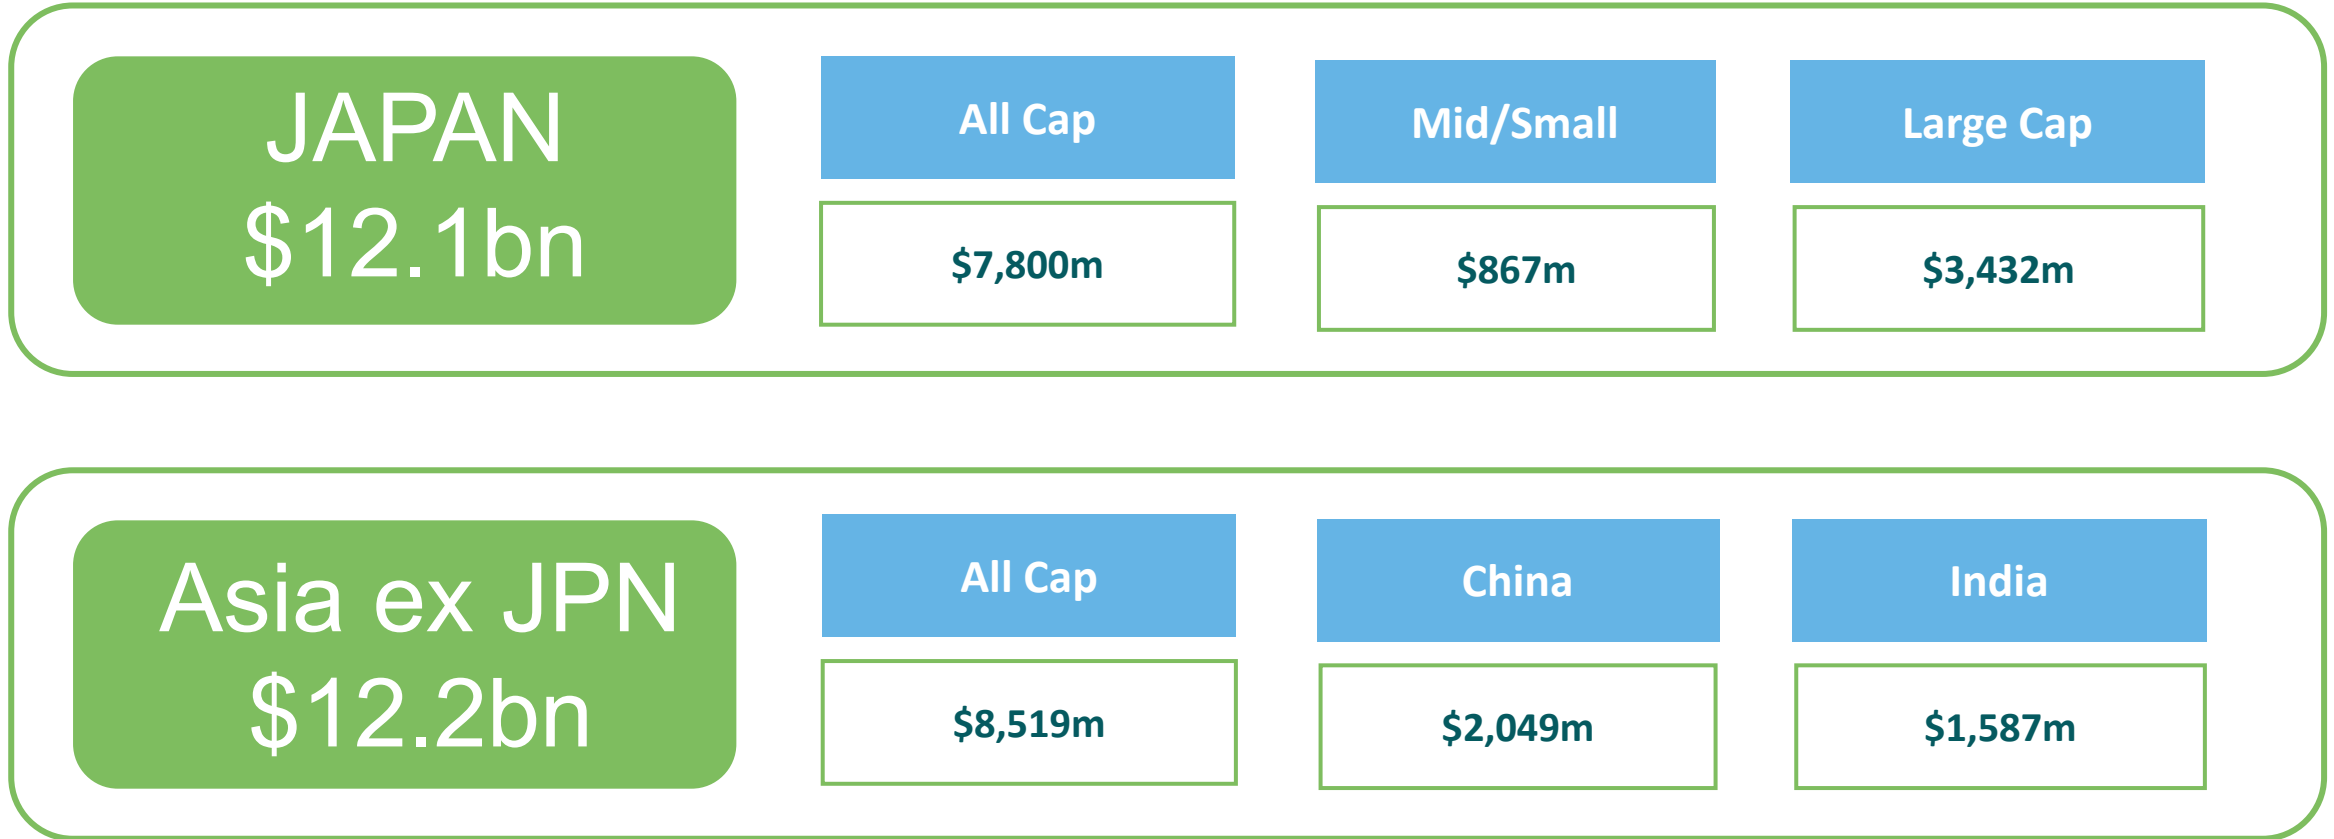 JAPAN
$12.1bn
All Cap
Mid/Small
Large Cap
$7,800m
$867m
$3,432m
Asia ex JPN
$12.2bn
All Cap
China
India
$8,519m
$2,049m
$1,587m